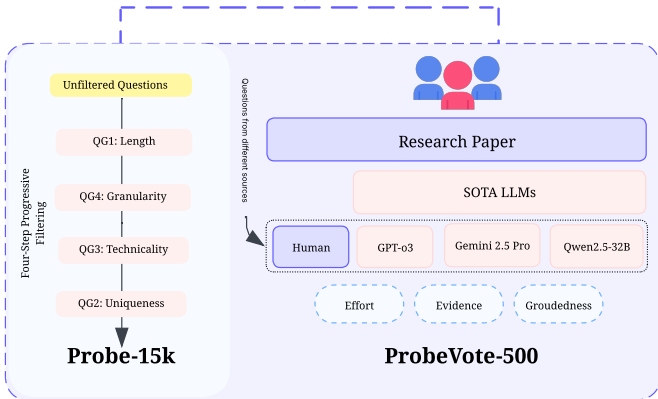 Unfiltered Questions
QG1: Length
QG4: Granularity
QG3: Technicality
QG2: Uniqueness
Four-Step Progressive
Filtering
Probe-15k
Questions from different sources
Research Paper
SOTA LLMs
Human
GPT-o3
Gemini 2.5 Pro
Qwen2.5-32B
Effort
Evidence
Groudedness
ProbeVote-500